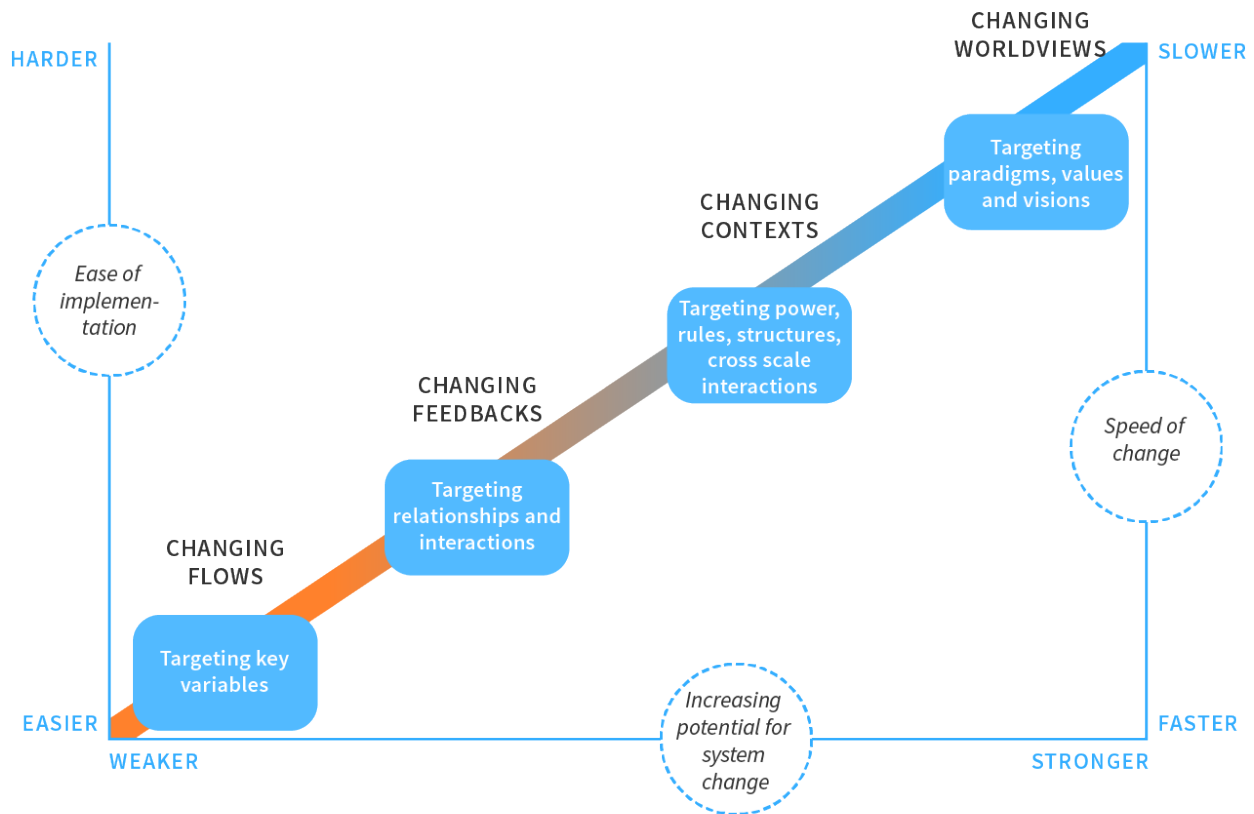 CHANGING
WORLDVIEWS
HARDER
SLOWER
Targeting
paradigms, values
and visions
CHANGING
CONTEXTS
Ease of
implemen-
tation
Targeting power,
rules, structures,
cross scale
interactions
CHANGING
FEEDBACKS
Speed of
change
Targeting
relationships and
interactions
CHANGING
FLOWS
Targeting key
variables
Increasing
potential for
system
change
EASIER
FASTER
WEAKER
STRONGER